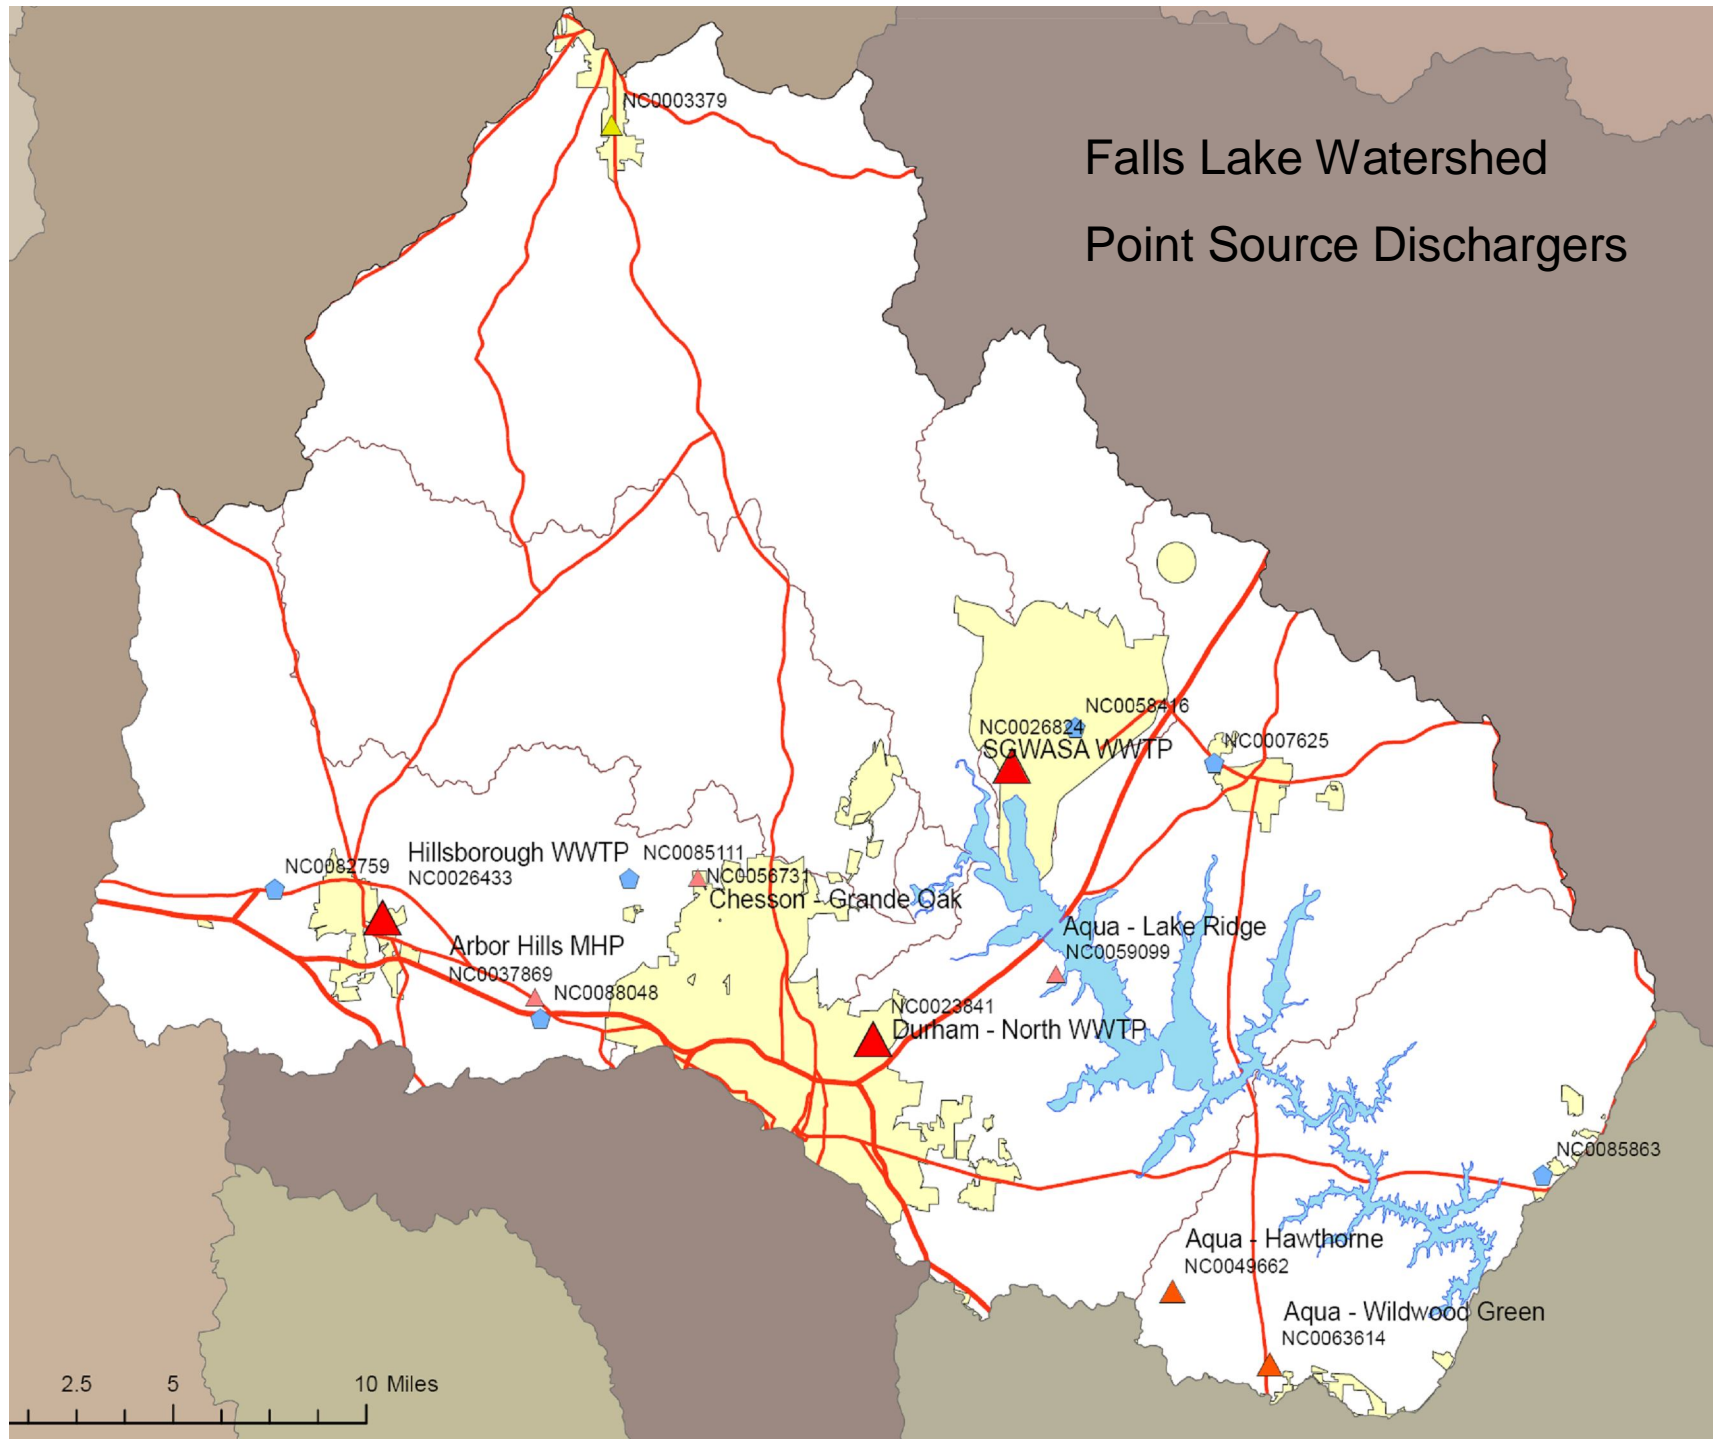 NC0003379
Falls Lake Watershed
Point Source Dischargers
NC0058416
NC0026824
SGWASA WWTP
NC0007625
Hillsborough WWTP
NC0026433
NC0082759
NC0085111
NC0056731
Chesson - Grande Oak
Aqua - Lake Ridge
NC0059099
Arbor Hills MHP
NC0037869
NC0088048
NC0023841
Durham - North WWTP
NC0085863
Aqua - Hawthorne
NC0049662
Aqua - Wildwood Green
NC0063614
2.5 5 10 Miles